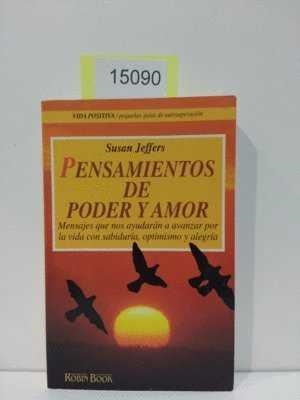 15090
VIDA POSITIVA / pequeñas guías de autosuperación
Susan Jeffers
PENSAMIENTOS
DE
PODER Y AMOR
Mensajes que nos ayudarán a avanzar por
la vida con sabiduría, optimismo y alegría
ROBIN BOOK